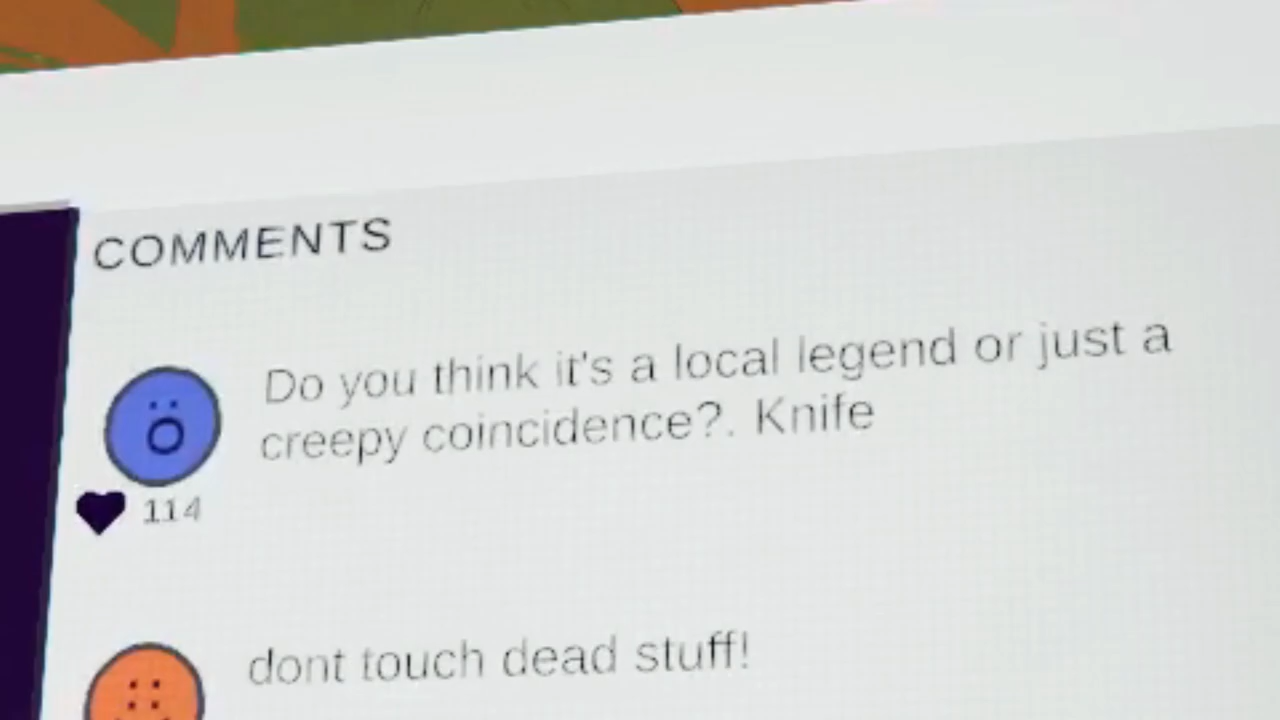 COMMENTS
Do you think it's a local legend or just a
creepy coincidence?. Knife
114
dont touch dead stuff!